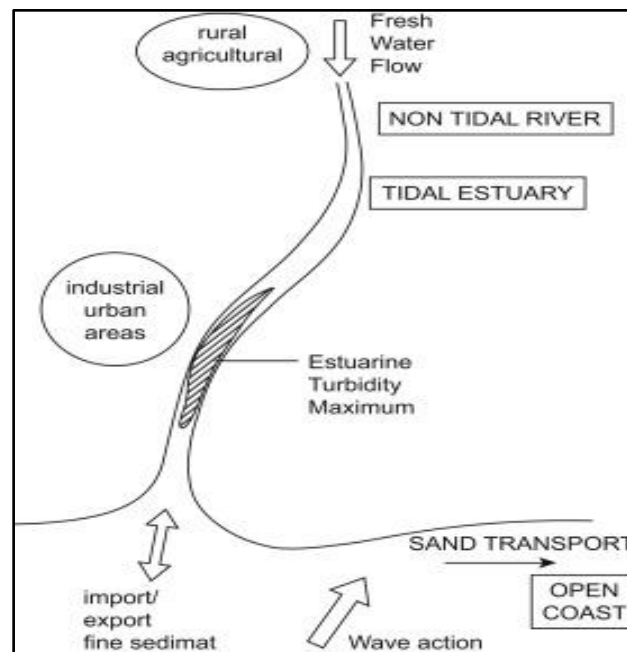 rural
agricultural
Fresh
Water
Flow
NON TIDAL RIVER
TIDAL ESTUARY
industrial
urban
areas
Estuarine
Turbidity
Maximum
SAND TRANSPORT
import/
export
fine sedimat
OPEN
COAST
Wave action